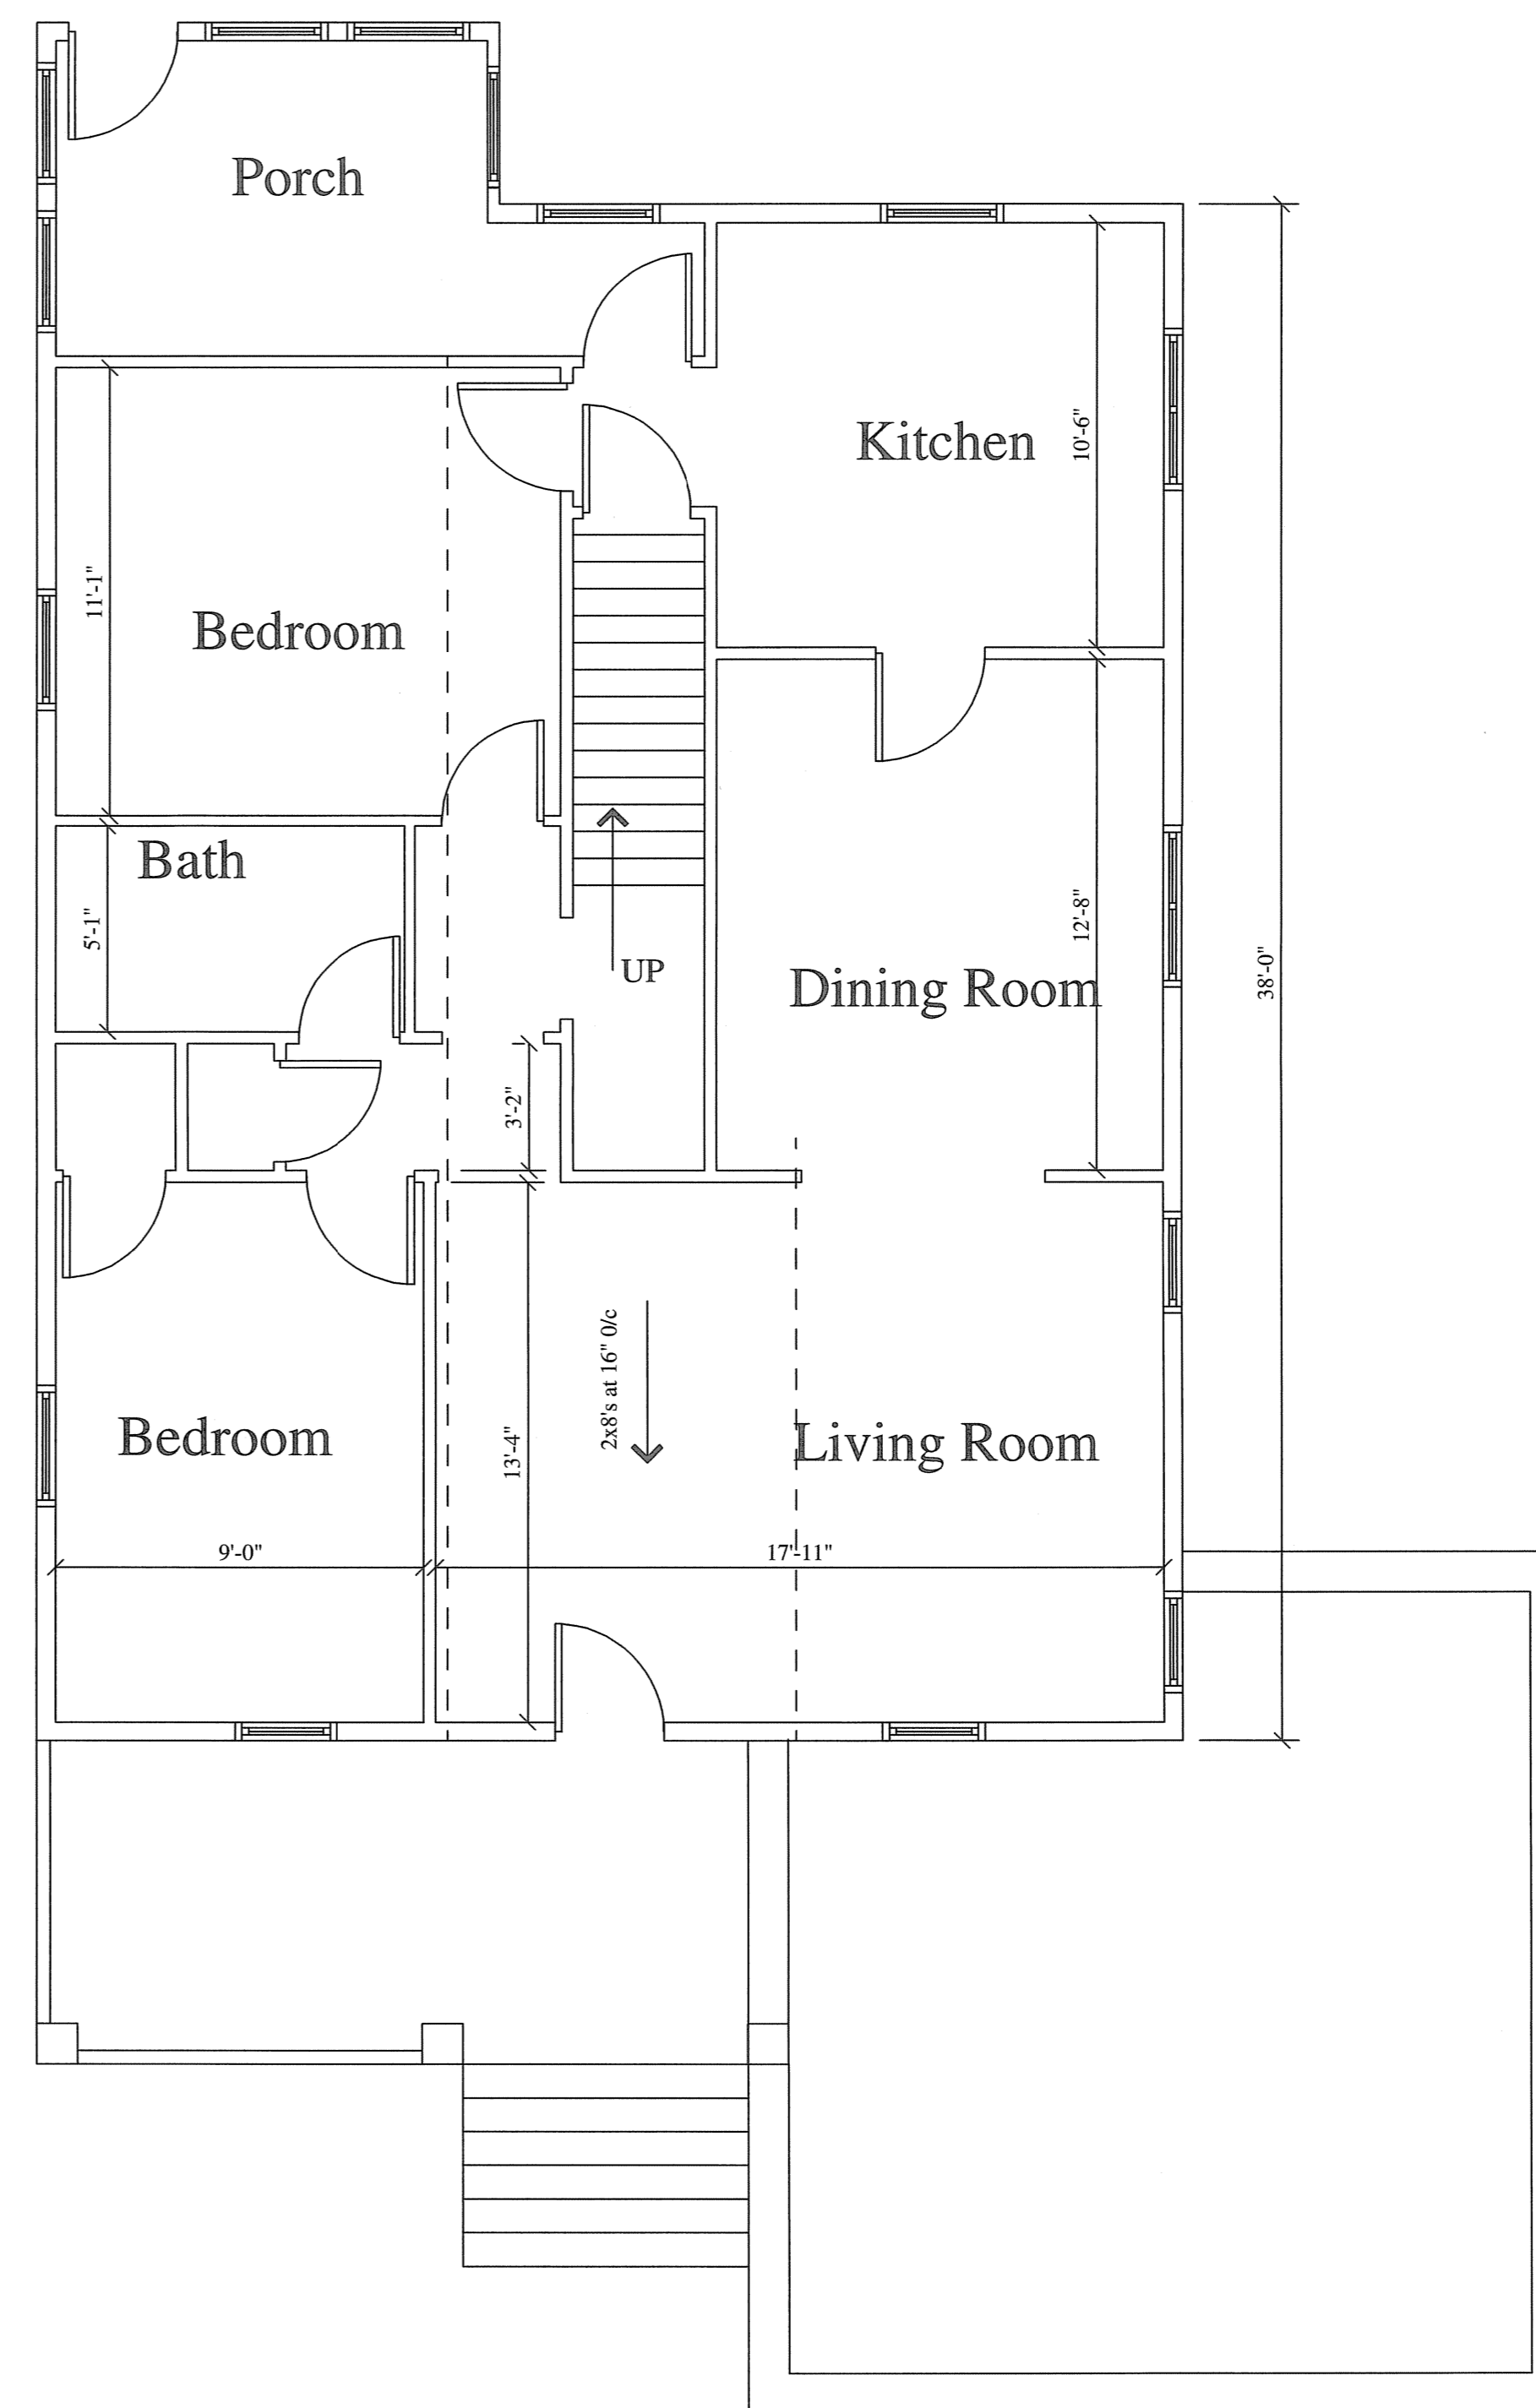 Porch
Kitchen
10'-6"
11'-1"
Bedroom
Bath
5'-1"
UP
Dining Room
12'-8"
38'-0"
3'-2"
2x8's at 16" 0/c
Bedroom
13'-4"
Living Room
9'-0"
17'-11"